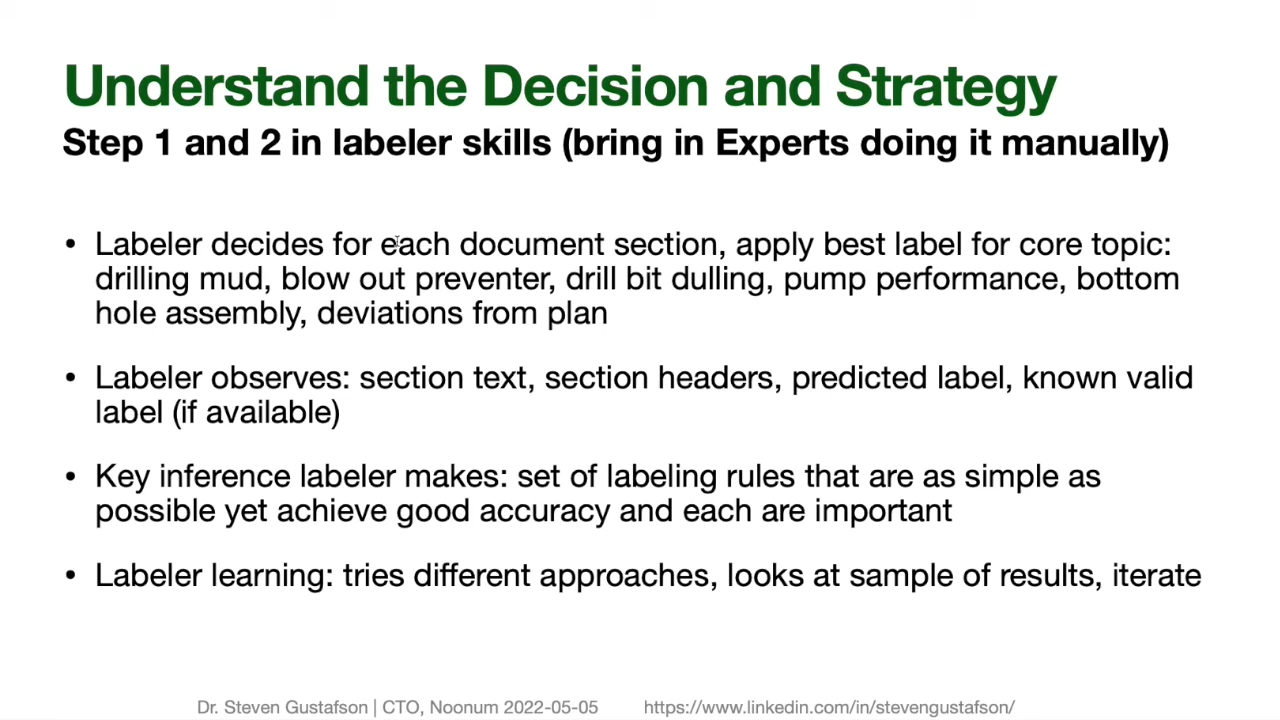 Understand the Decision and Strategy
Step 1 and 2 in labeler skills (bring in Experts doing it manually)
• Labeler decides for each document section, apply best label for core topic:
drilling mud, blow out preventer, drill bit dulling, pump performance, bottom
hole assembly, deviations from plan
• Labeler observes: section text, section headers, predicted label, known valid
label (if available)
• Key inference labeler makes: set of labeling rules that are as simple as
possible yet achieve good accuracy and each are important
• Labeler learning: tries different approaches, looks at sample of results, iterate
Dr. Steven Gustafson | CTO, Noonum 2022-05-05 https://www.linkedin.com/in/stevengustafson/